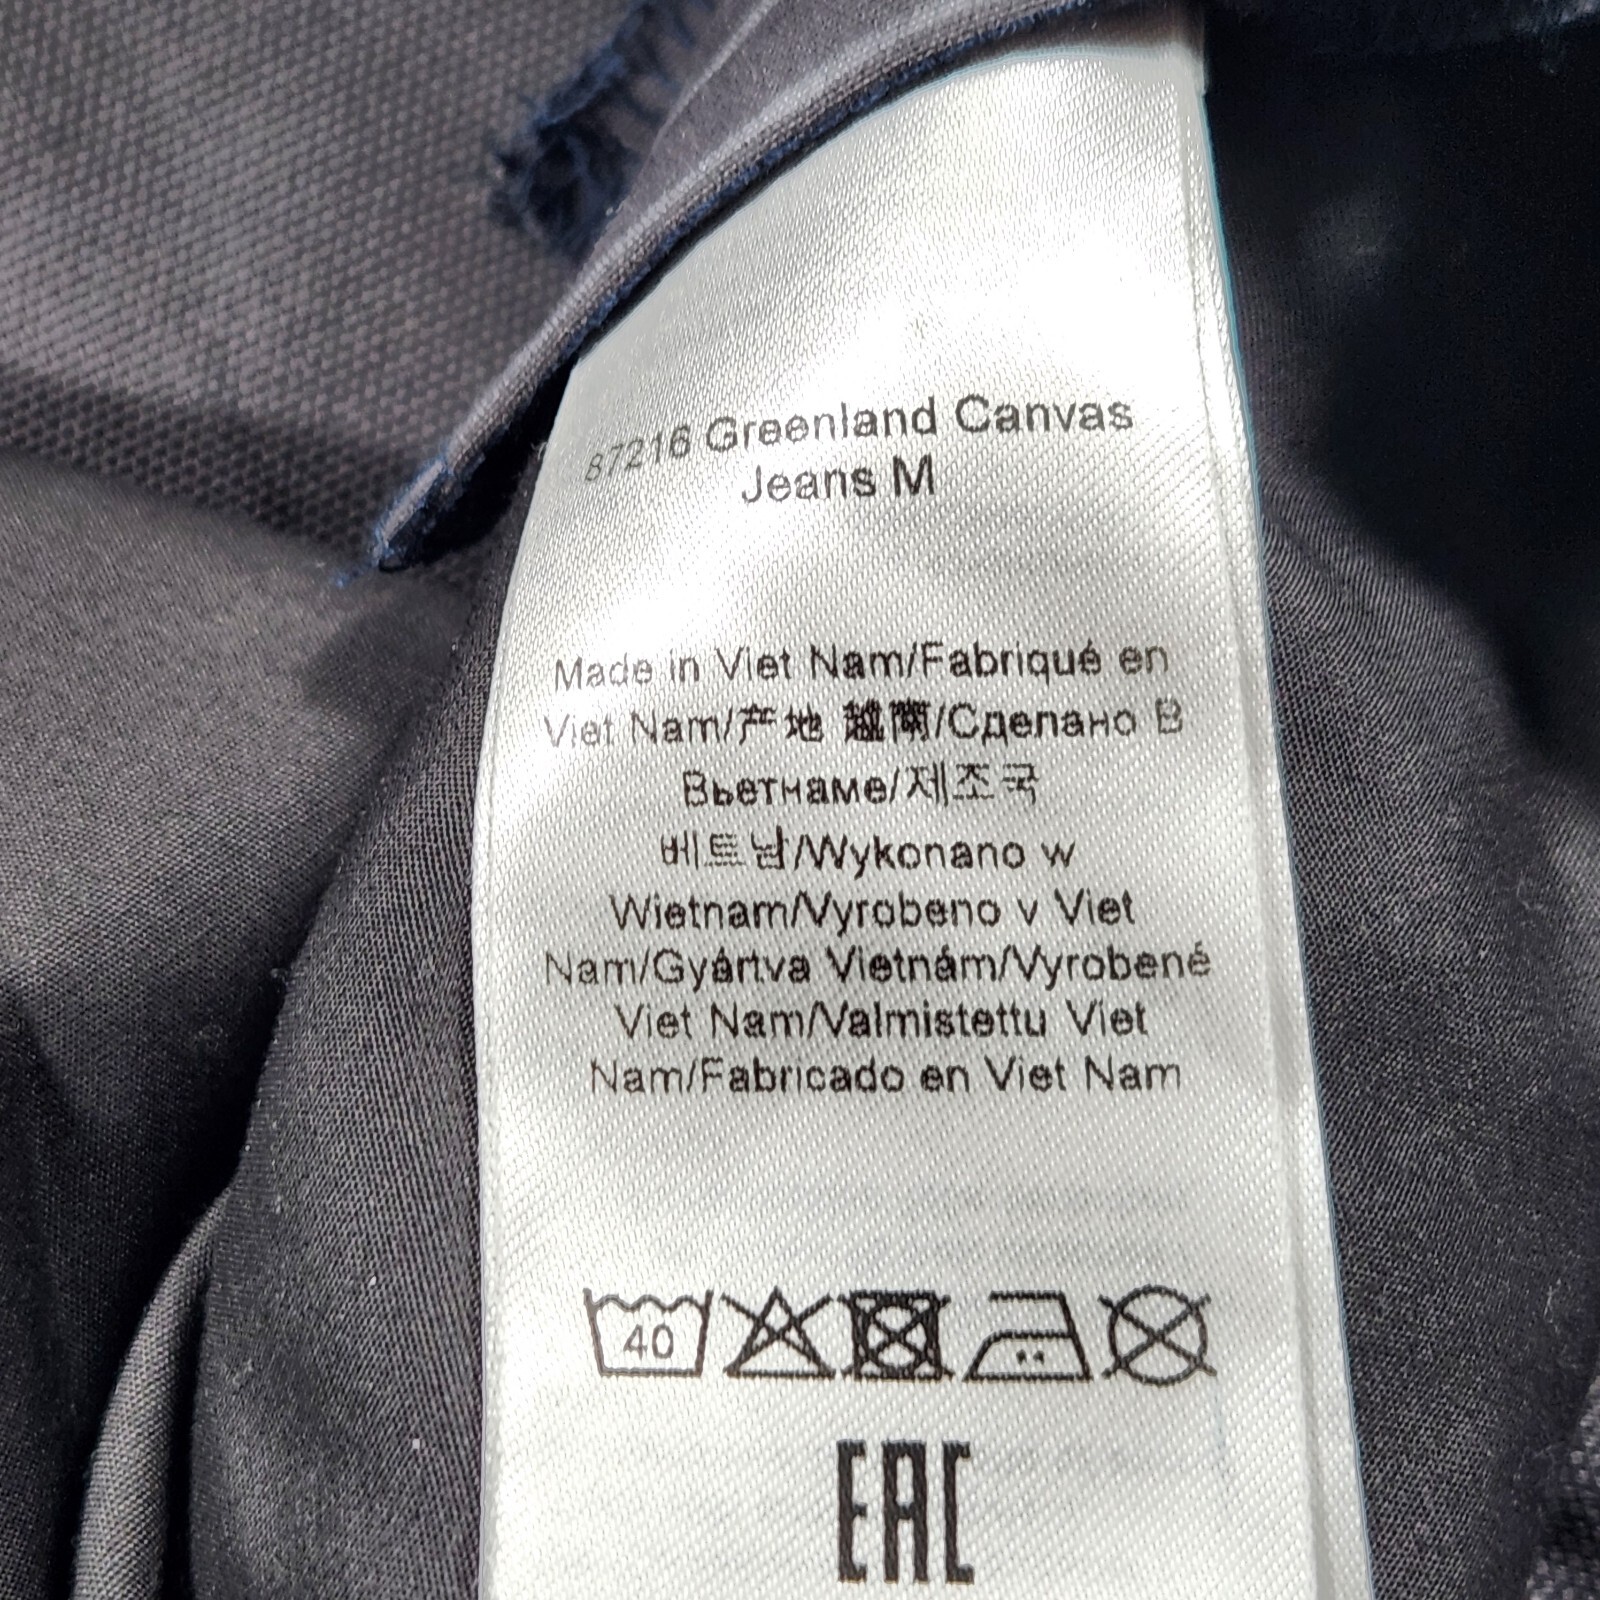 87216 Greenland Canvas
Jeans M
Made in Viet Nam/Fabriqué en
Viet Nam/产地 越南/Сделано В
Вьетнаме/제조국
베트남/Wykonano w
Wietnam/Vyrobeno v Viet
Nam/Gyártva Vietnám/Vyrobené
Viet Nam/Valmistettu Viet
Nam/Fabricado en Viet Nam
40
EAC